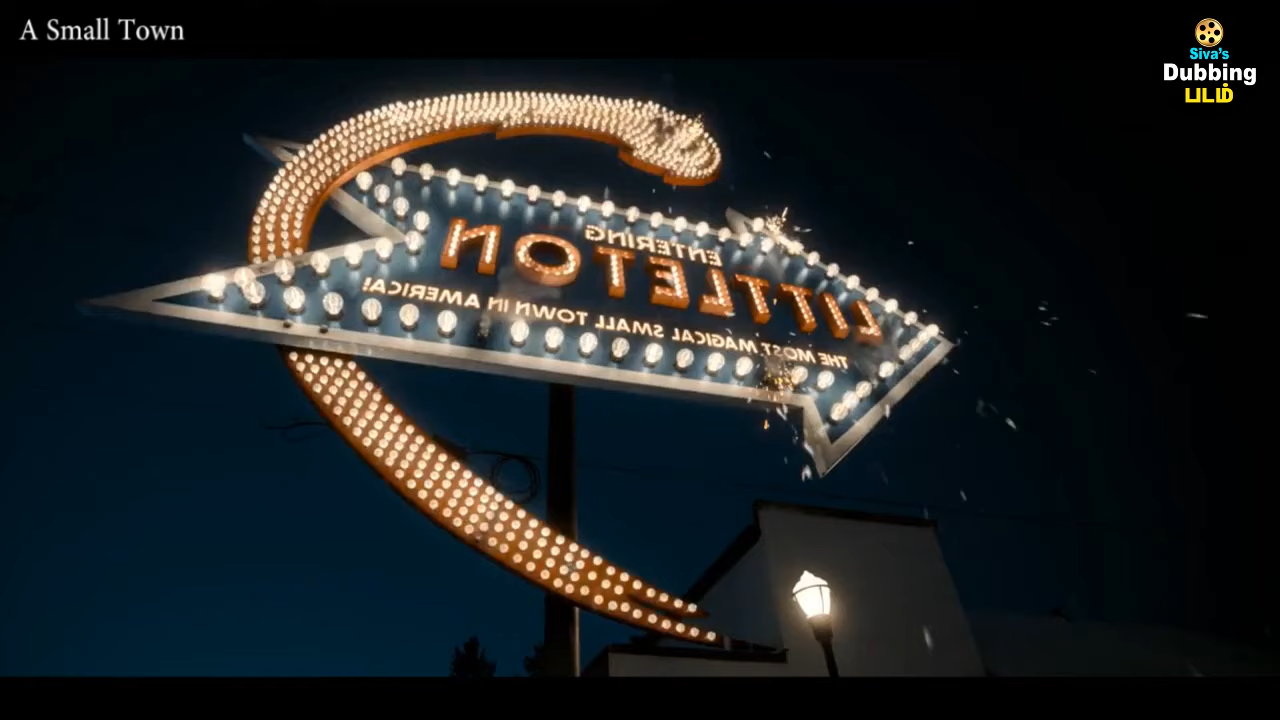 A Small Town
Siva's
Dubbing
படம்
ENTERING
LITTLETON
THE MOST MAGICAL SMALL TOWN IN AMERICA!